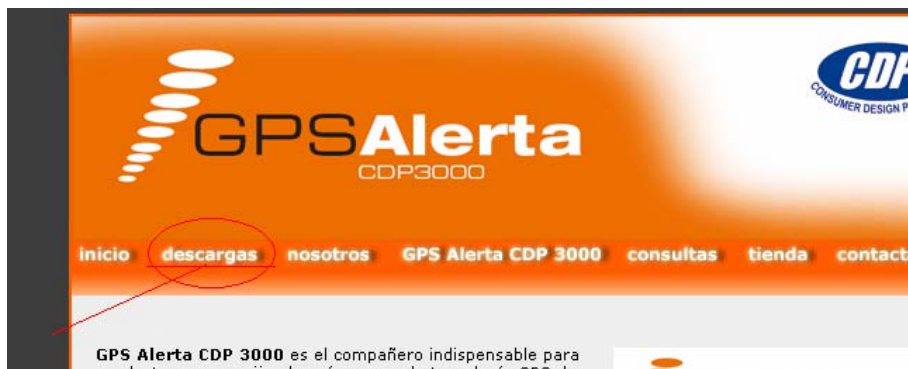 GPSAlerta
CDP3000
CDP
CONSUMER DESIGN
inicio descargas nosotros GPS Alerta CDP 3000 consultas tienda
GPS Alerta CDP 3000 es el compañero indispensable para